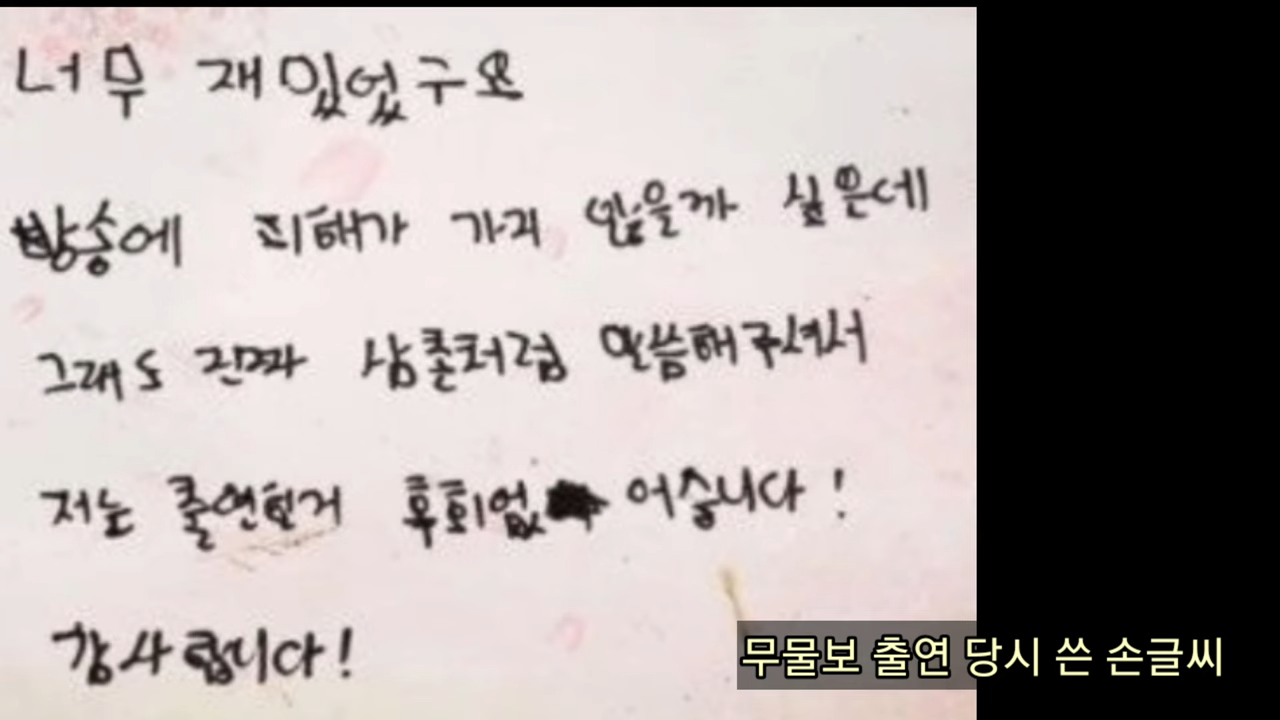 너무 재밌었구요
방송에 피해가 가지 않을까 싶은데
그래도 진짜 삼촌처럼 말씀해주셔서
저는 출연한거 후회없 어습니다!
감사합니다!
무물보 출연 당시 쓴 손글씨